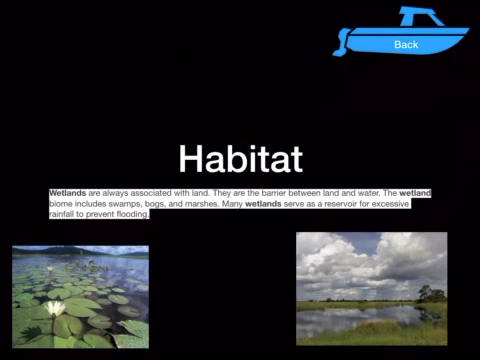 Back
Habitat
Wetlands are always associated with land. They are the barrier between land and water. The wetland
biome includes swamps, bogs, and marshes. Many wetlands serve as a reservoir for excessive
rainfall to prevent flooding.